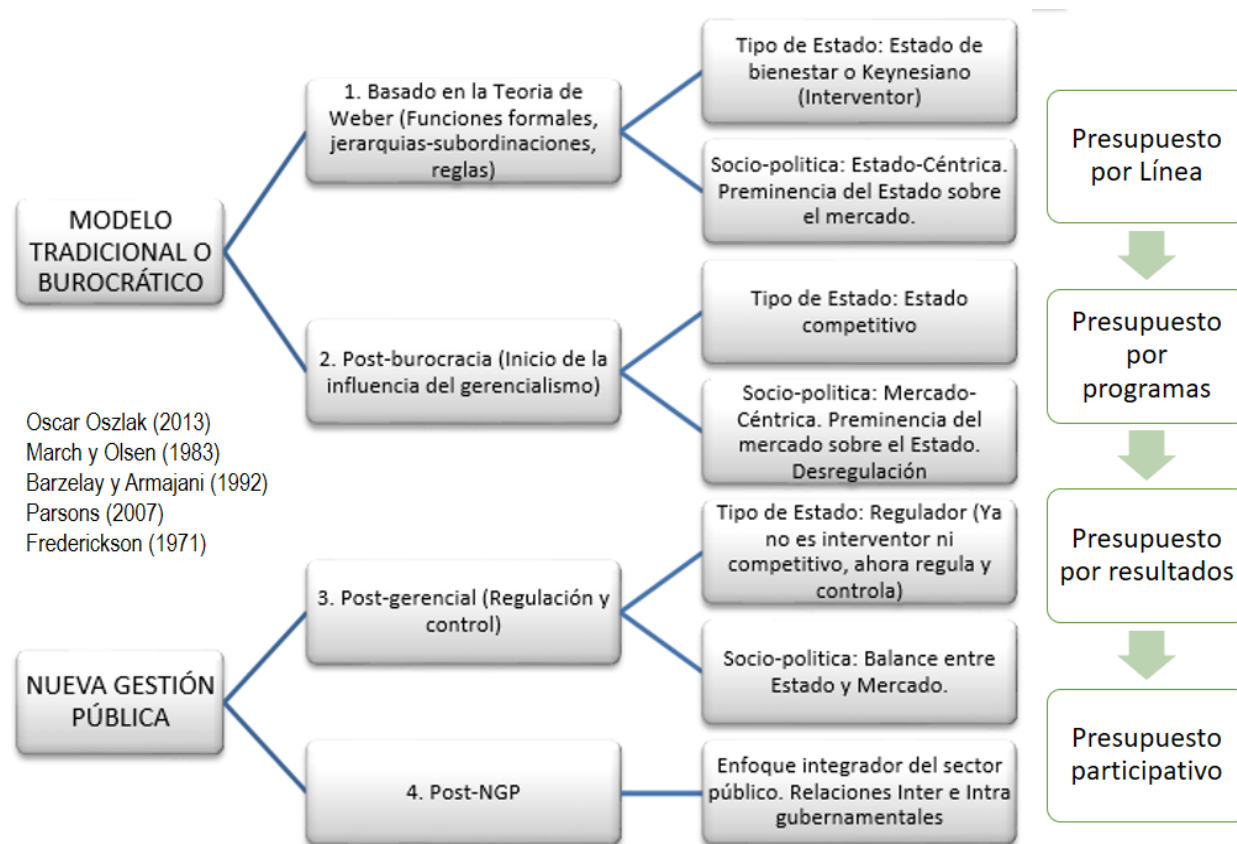 MODELO
TRADICIONAL O
BUROCRÁTICO
1. Basado en la Teoria de
Weber (Funciones formales,
jerarquias-subordinaciones,
reglas)
Tipo de Estado: Estado de
bienestar o Keynesiano
(Interventor)
Socio-politica: Estado-Céntrica.
Preminencia del Estado sobre
el mercado.
2. Post-burocracia (Inicio de la
influencia del gerencialismo)
Tipo de Estado: Estado
competitivo
Socio-politica: Mercado-
Céntrica. Preminencia del
mercado sobre el Estado.
Desregulación
Oscar Oszlak (2013)
March y Olsen (1983)
Barzelay y Armajani (1992)
Parsons (2007)
Frederickson (1971)
NUEVA GESTIÓN
PÚBLICA
3. Post-gerencial (Regulación y
control)
Tipo de Estado: Regulador (Ya
no es interventor ni
competitivo, ahora regula y
controla)
Socio-politica: Balance entre
Estado y Mercado.
4. Post-NGP
Enfoque integrador del sector
público. Relaciones Inter e Intra
gubernamentales
Presupuesto
por Línea
Presupuesto
por
programas
Presupuesto
por resultados
Presupuesto
participativo